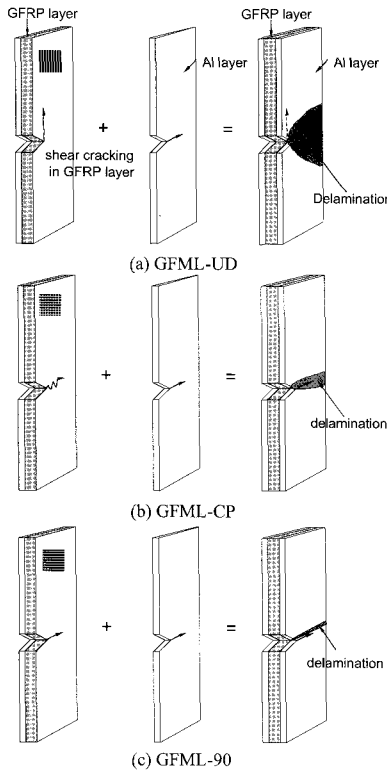 GFRP layer
GFRP layer
Al layer
Al layer
+
=
shear cracking
in GFRP layer
Delamination
(a) GFML-UD
+
=
delamination
(b) GFML-CP
+
=
delamination
(c) GFML-90